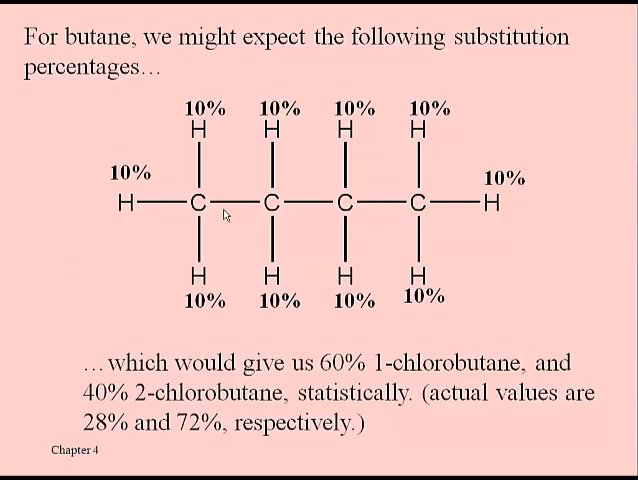 For butane, we might expect the following substitution
percentages…
10% 10% 10% 10%
H H H H
10% 10%
H C C C C H
H H H H
10% 10% 10% 10%
…which would give us 60% 1-chlorobutane, and
40% 2-chlorobutane, statistically. (actual values are
28% and 72%, respectively.)
Chapter 4